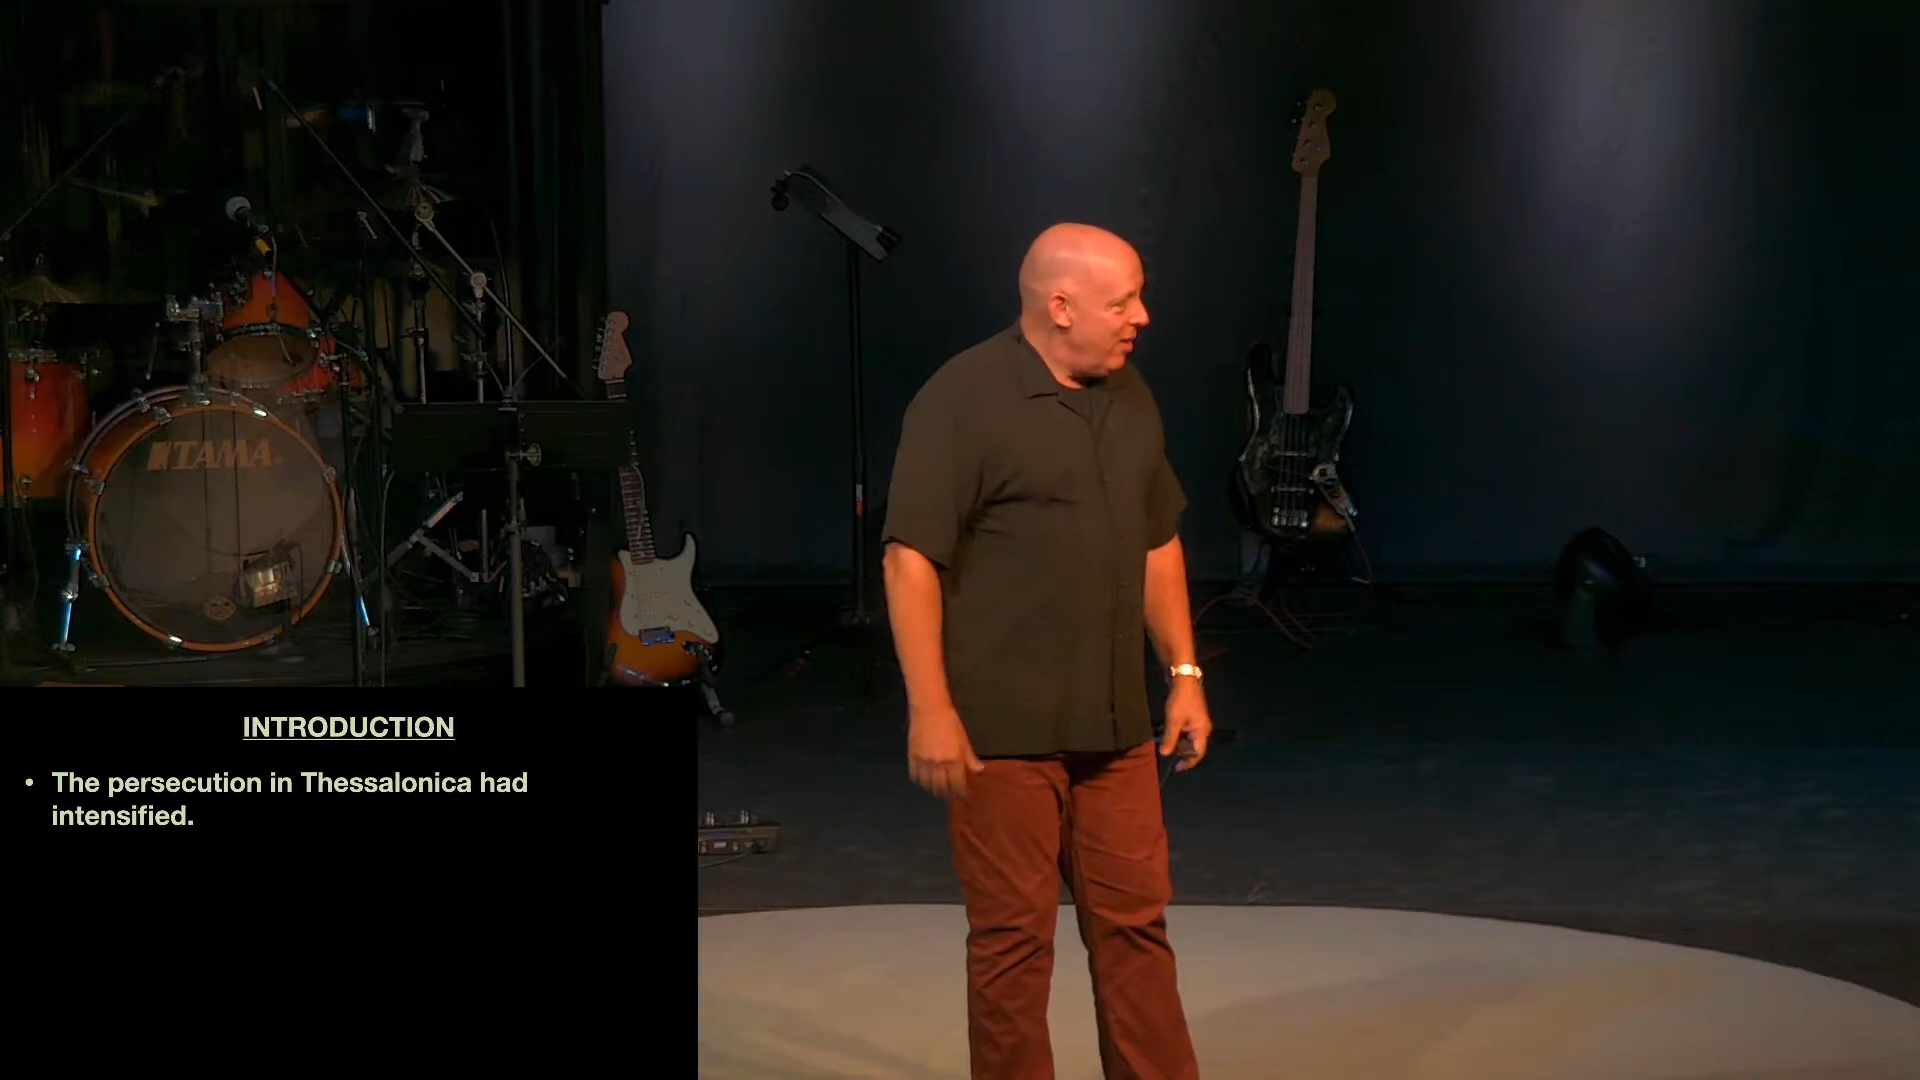 TAMA
INTRODUCTION
• The persecution in Thessalonica had
intensified.